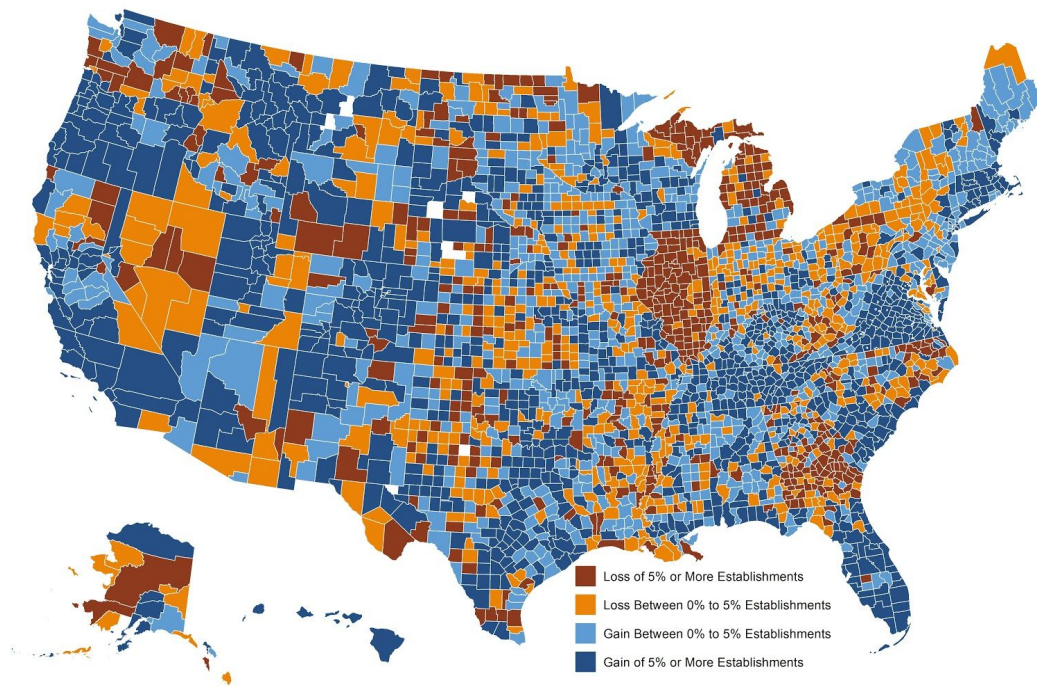 Loss of 5% or More Establishments
Loss Between 0% to 5% Establishments
Gain Between 0% to 5% Establishments
Gain of 5% or More Establishments